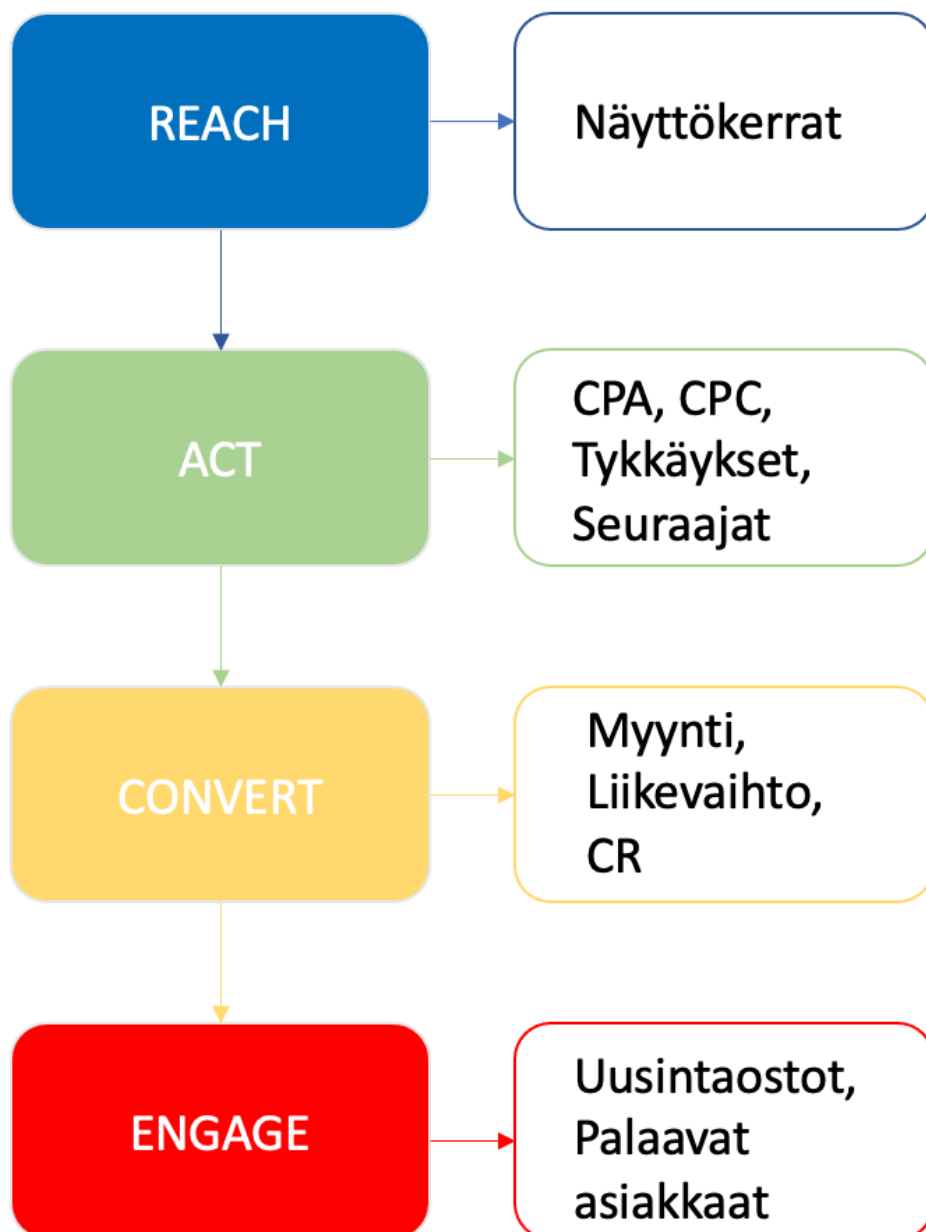 REACH
Näyttökerrat
ACT
CPA, CPC,
Tykkäykset,
Seuraajat
CONVERT
Myynti,
Liikevaihto,
CR
ENGAGE
Uusintaostot,
Palaavat
asiakkaat